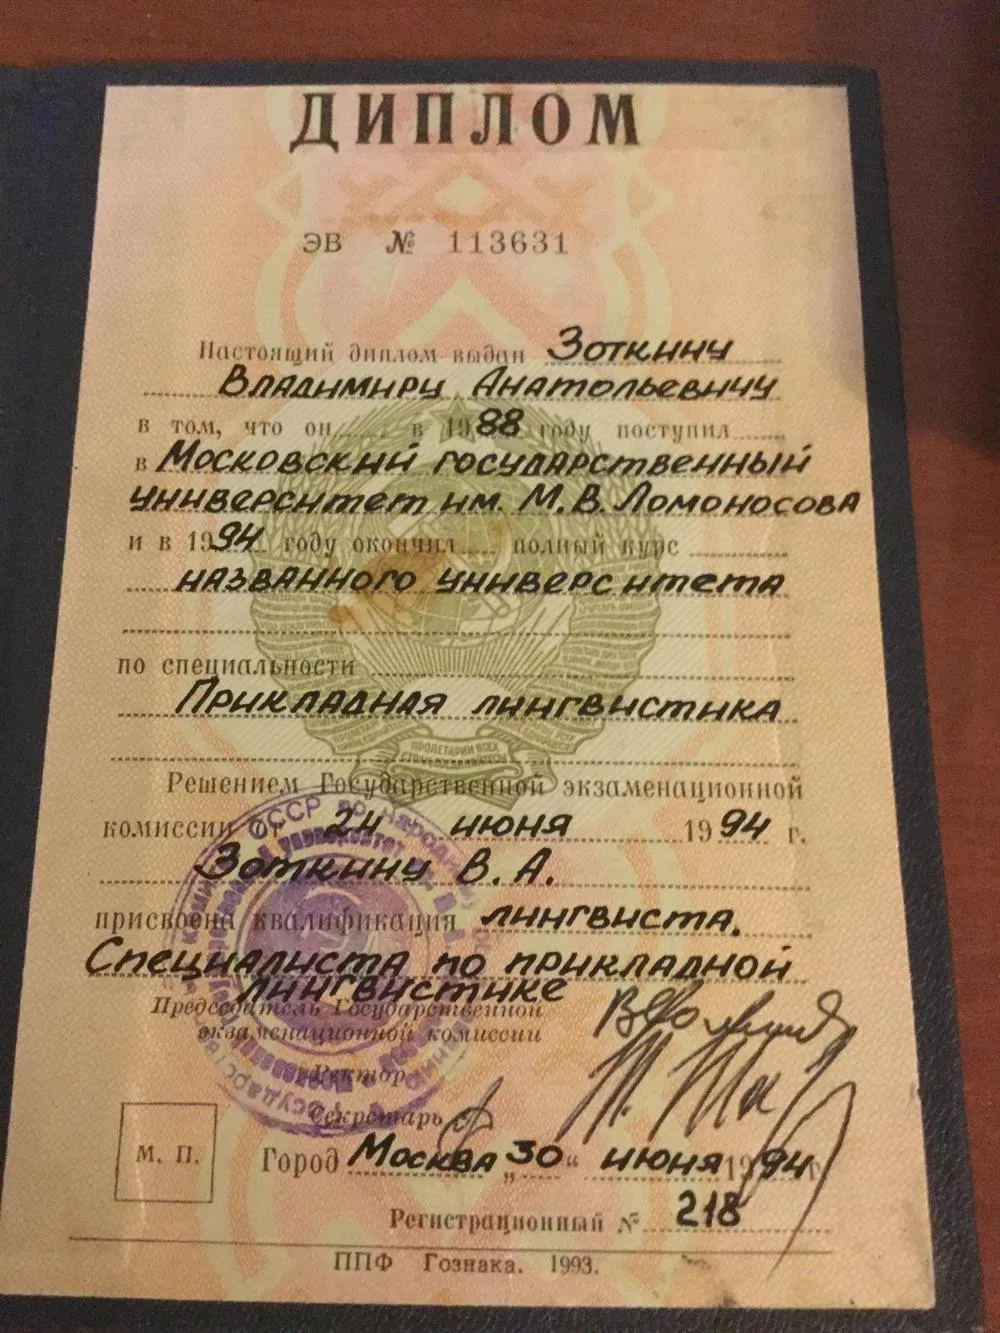 ДИПЛОМ
ЭВ № 113631
Настоящий диплом выдан Зоткину
Владимиру Анатольевичу
в том, что он в 1988 году поступил
в Московский государственный
университет им. М.В.Ломоносова
и в 1994 году окончил полный курс
названного университета
по специальности
Прикладная лингвистика
ПРОЛЕТАРИИ ВСЕХ
Решением Государственной экзаменационной
комиссии от 24 июня 1994 г.
Зоткину В.А.
присвоена квалификация лингвиста.
Специалиста по прикладной
лингвистике
Председатель Государственной
экзаменационной комиссии
Ректор
Секретарь
М. П.
Город Москва „30“ июня 1994 г
Регистрационный № 218
ППФ Гознака. 1993.